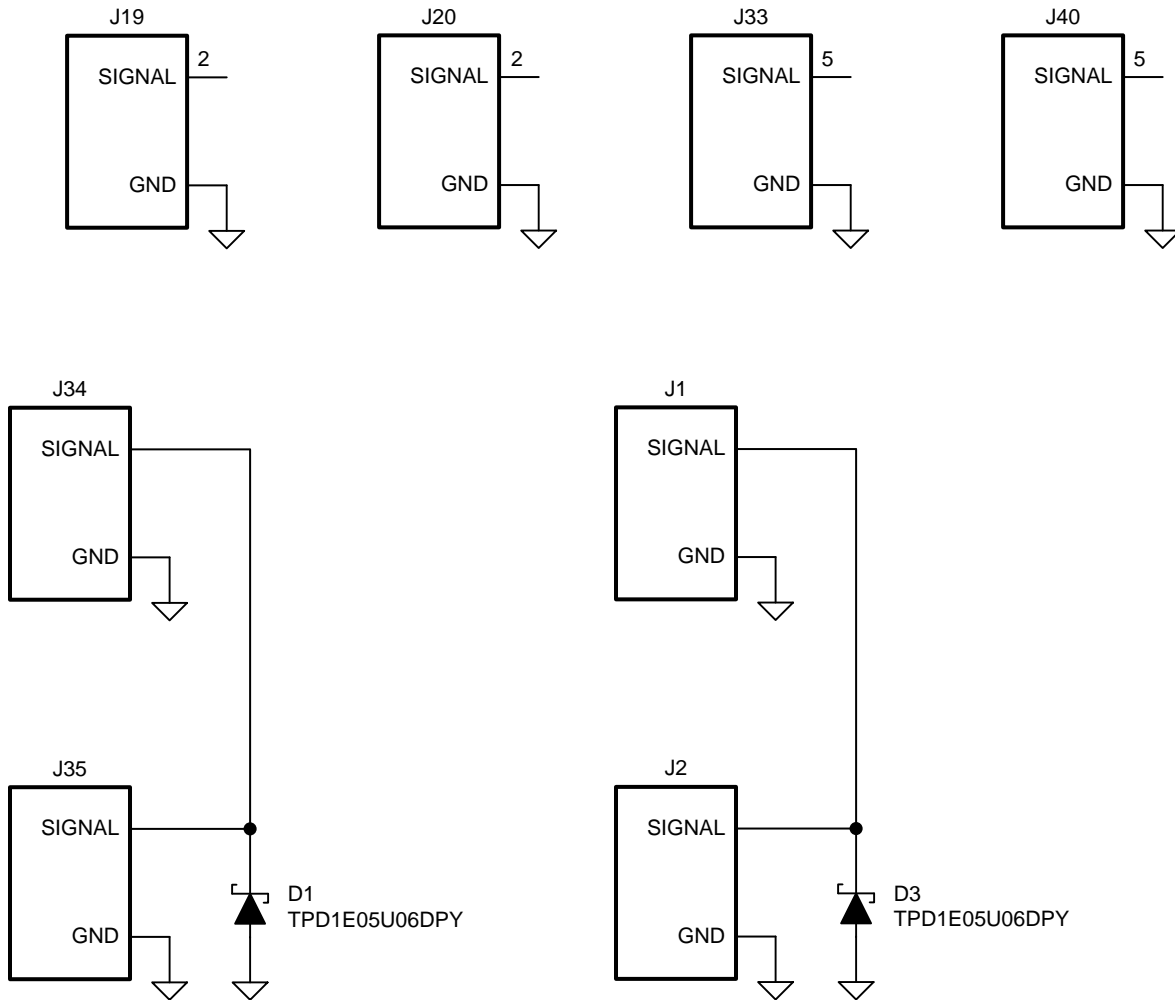 J19
J20
J33
J40
SIGNAL 2
SIGNAL 2
SIGNAL 5
SIGNAL 5
GND
GND
GND
GND
J34
J1
SIGNAL
SIGNAL
GND
GND
J35
J2
SIGNAL
SIGNAL
D1
TPD1E05U06DPY
D3
TPD1E05U06DPY
GND
GND